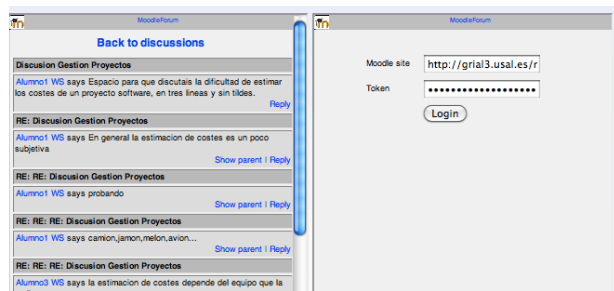 MoodleForum
Back to discussions
Discusion Gestion Proyectos
Alumno1 WS says Espacio para que discutais la dificultad de estimar
los costes de un proyecto software, en tres lineas y sin tildes.
Reply
RE: Discusion Gestion Proyectos
Alumno1 WS says En general la estimacion de costes es un poco
subjetiva
Show parent | Reply
RE: RE: Discusion Gestion Proyectos
Alumno1 WS says probando
Show parent | Reply
RE: RE: RE: Discusion Gestion Proyectos
Alumno1 WS says camion,jamon,melon,avion...
Show parent | Reply
RE: RE: RE: Discusion Gestion Proyectos
Alumno3 WS says la estimacion de costes depende del equipo que la
MoodleForum
Moodle site http://grial3.usal.es/r
Token
Login